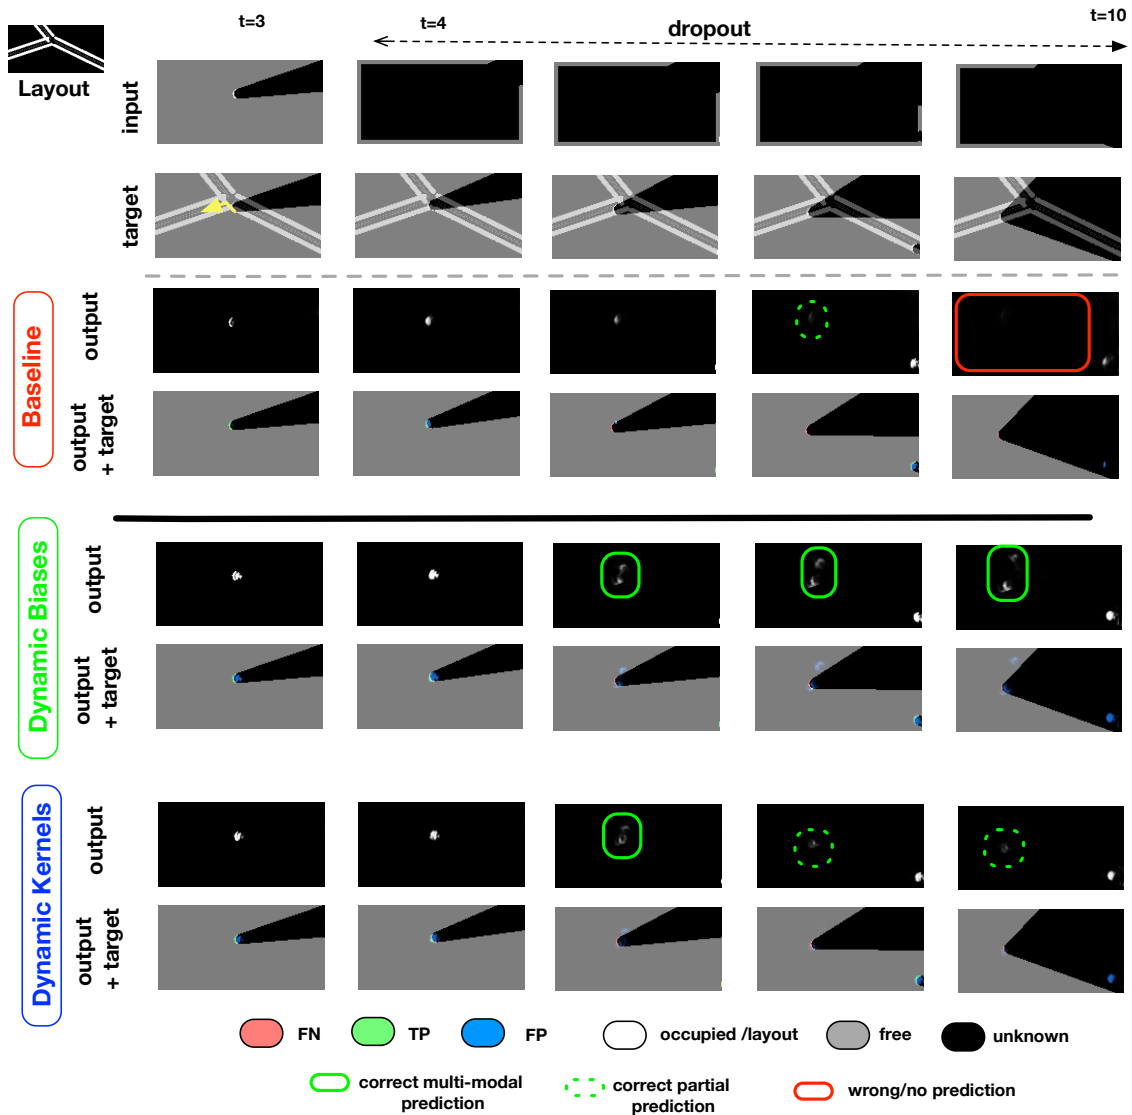 t=3
t=4
dropout
t=10
Layout
input
target
Baseline
output
output
+ target
Dynamic Biases
output
output
+ target
Dynamic Kernels
output
output
+ target
FN
TP
FP
occupied /layout
free
unknown
correct multi-modal
prediction
correct partial
prediction
wrong/no prediction